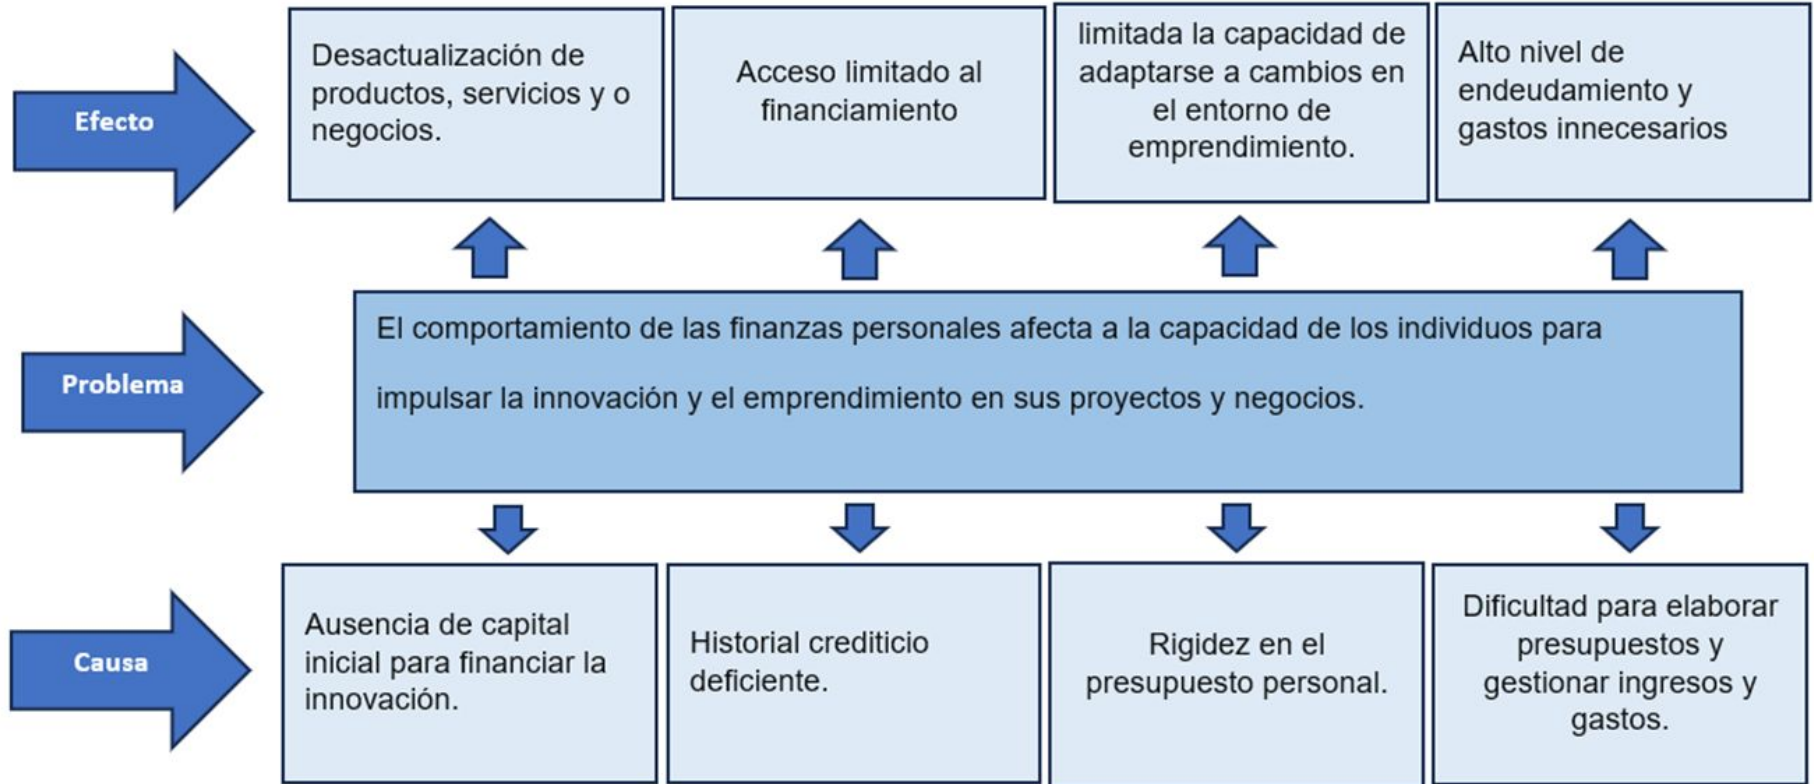 Efecto
Desactualización de
productos, servicios y o
negocios.
Acceso limitado al
financiamiento
limitada la capacidad de
adaptarse a cambios en
el entorno de
emprendimiento.
Alto nivel de
endeudamiento y
gastos innecesarios
Problema
El comportamiento de las finanzas personales afecta a la capacidad de los individuos para
impulsar la innovación y el emprendimiento en sus proyectos y negocios.
Causa
Ausencia de capital
inicial para financiar la
innovación.
Historial crediticio
deficiente.
Rigidez en el
presupuesto personal.
Dificultad para elaborar
presupuestos y
gestionar ingresos y
gastos.